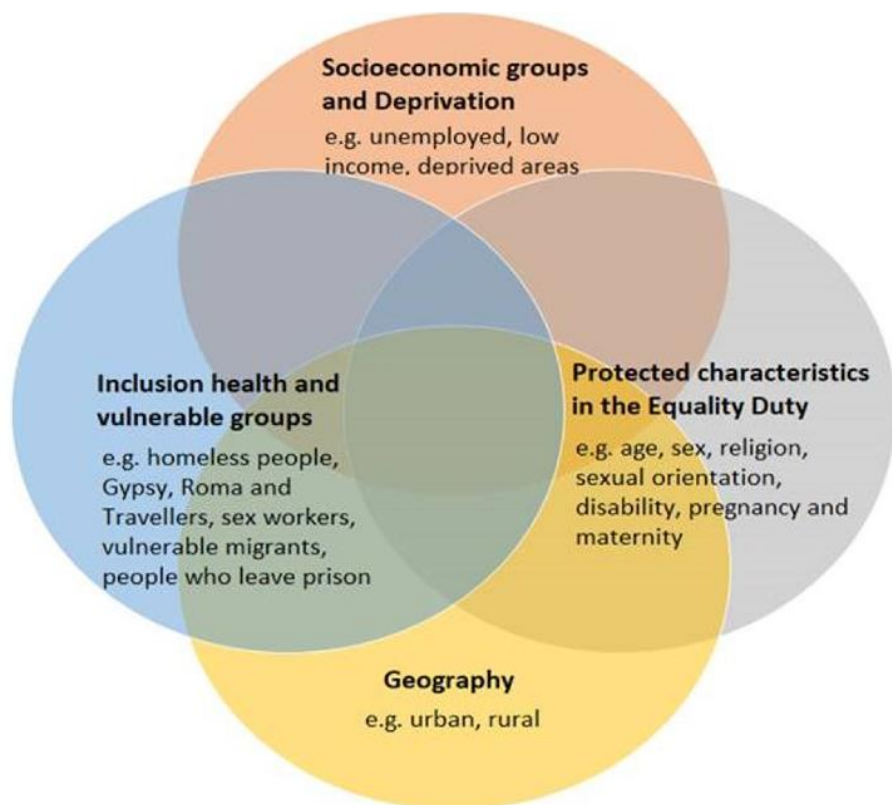 Socioeconomic groups
and Deprivation
e.g. unemployed, low
income, deprived areas
Inclusion health and
vulnerable groups
e.g. homeless people,
Gypsy, Roma and
Travellers, sex workers,
vulnerable migrants,
people who leave prison
Protected characteristics
in the Equality Duty
e.g. age, sex, religion,
sexual orientation,
disability, pregnancy and
maternity
Geography
e.g. urban, rural